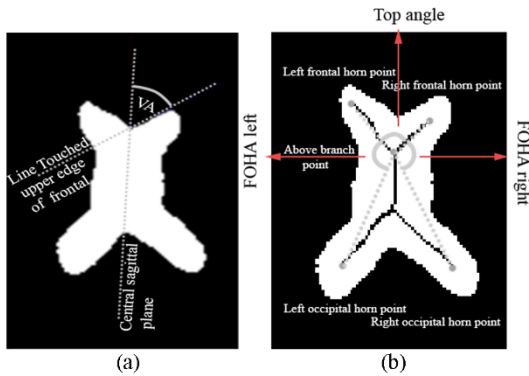 VA
Line Touched
upper edge
of frontal
Central sagittal
plane
(a)
Top angle
Left frontal horn point
Right frontal horn point
FOHA left
Above branch
point
FOHA right
Left occipital horn point
Right occipital horn point
(b)